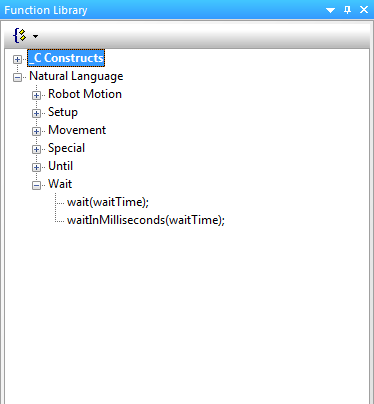 Function Library
_C Constructs
Natural Language
Robot Motion
Setup
Movement
Special
Until
Wait
wait(waitTime);
waitInMilliseconds(waitTime);